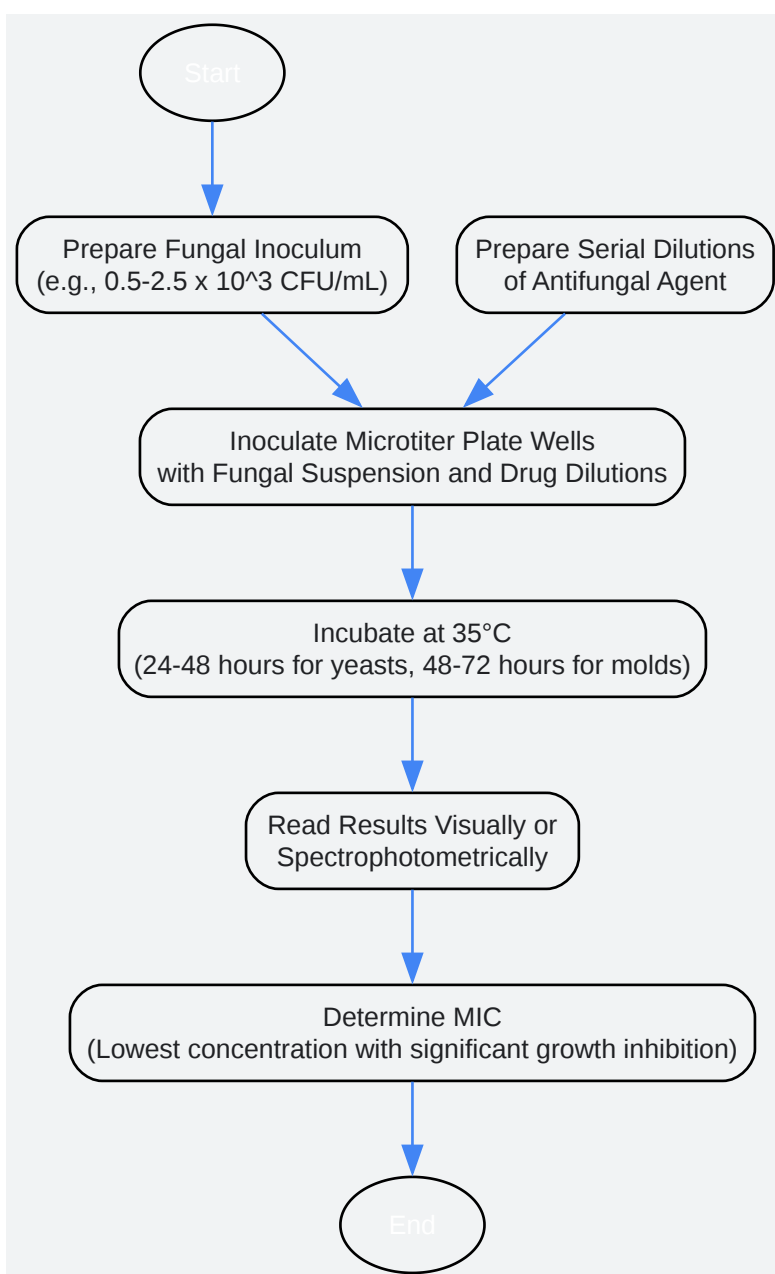 Start
Prepare Fungal Inoculum
(e.g., 0.5-2.5 x 10^3 CFU/mL)
Prepare Serial Dilutions
of Antifungal Agent
Inoculate Microtiter Plate Wells
with Fungal Suspension and Drug Dilutions
Incubate at 35°C
(24-48 hours for yeasts, 48-72 hours for molds)
Read Results Visually or
Spectrophotometrically
Determine MIC
(Lowest concentration with significant growth inhibition)
End